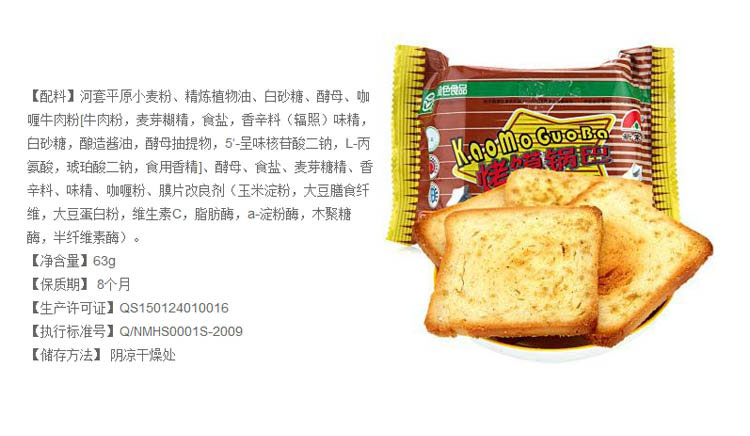 【配料】河套平原小麦粉、精炼植物油、白砂糖、酵母、咖
喱牛肉粉[牛肉粉，麦芽糊精，食盐，香辛料（辐照）味精，
白砂糖，酿造酱油，酵母抽提物，5'-呈味核苷酸二钠，L-丙
氨酸，琥珀酸二钠，食用香精]、酵母、食盐、麦芽糖精、香
辛料、味精、咖喱粉、膜片改良剂（玉米淀粉，大豆膳食纤
维，大豆蛋白粉，维生素C，脂肪酶，a-淀粉酶，木聚糖
酶，半纤维素酶）。
【净含量】63g
【保质期】 8个月
【生产许可证】QS150124010016
【执行标准号】Q/NMHS0001S-2009
【储存方法】 阴凉干燥处
色食品
KaoMoGuoBa
烤馍锅巴